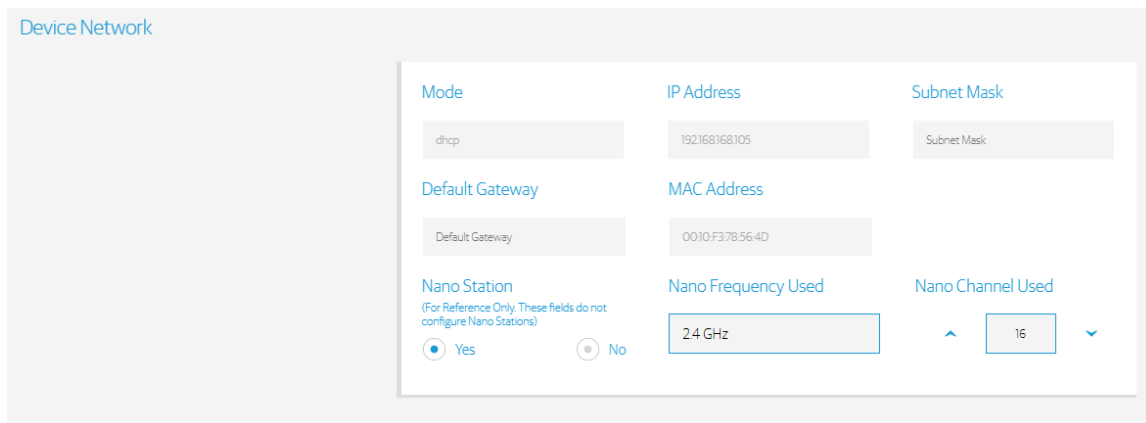 Device Network
Mode IP Address Subnet Mask
dhcp 192.168.168.105 Subnet Mask
Default Gateway MAC Address
Default Gateway 00:10:F3:78:56:4D
Nano Station Nano Frequency Used Nano Channel Used
(For Reference Only. These fields do not
configure Nano Stations)
2.4 GHz 16
Yes No